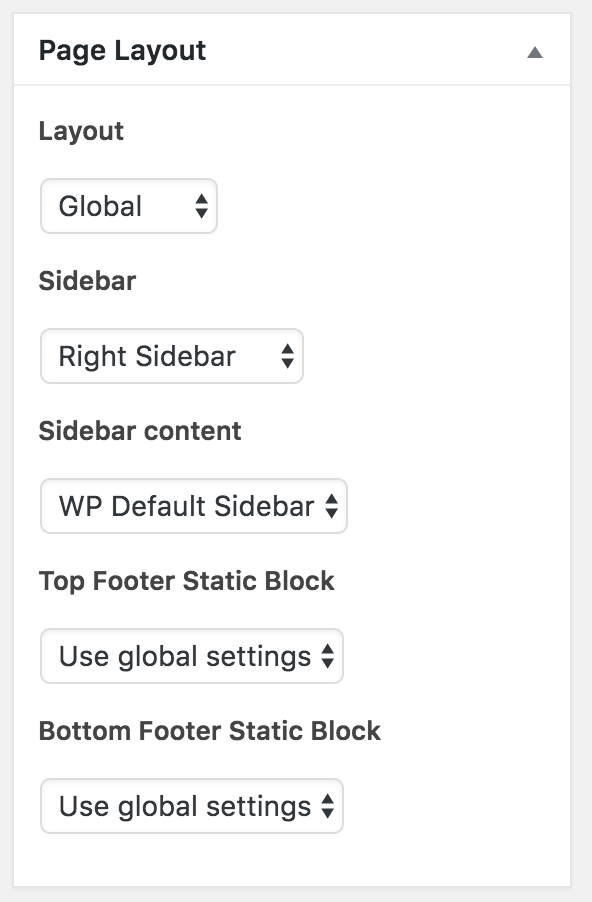 Page Layout
Layout
Global
Sidebar
Right Sidebar
Sidebar content
WP Default Sidebar
Top Footer Static Block
Use global settings
Bottom Footer Static Block
Use global settings